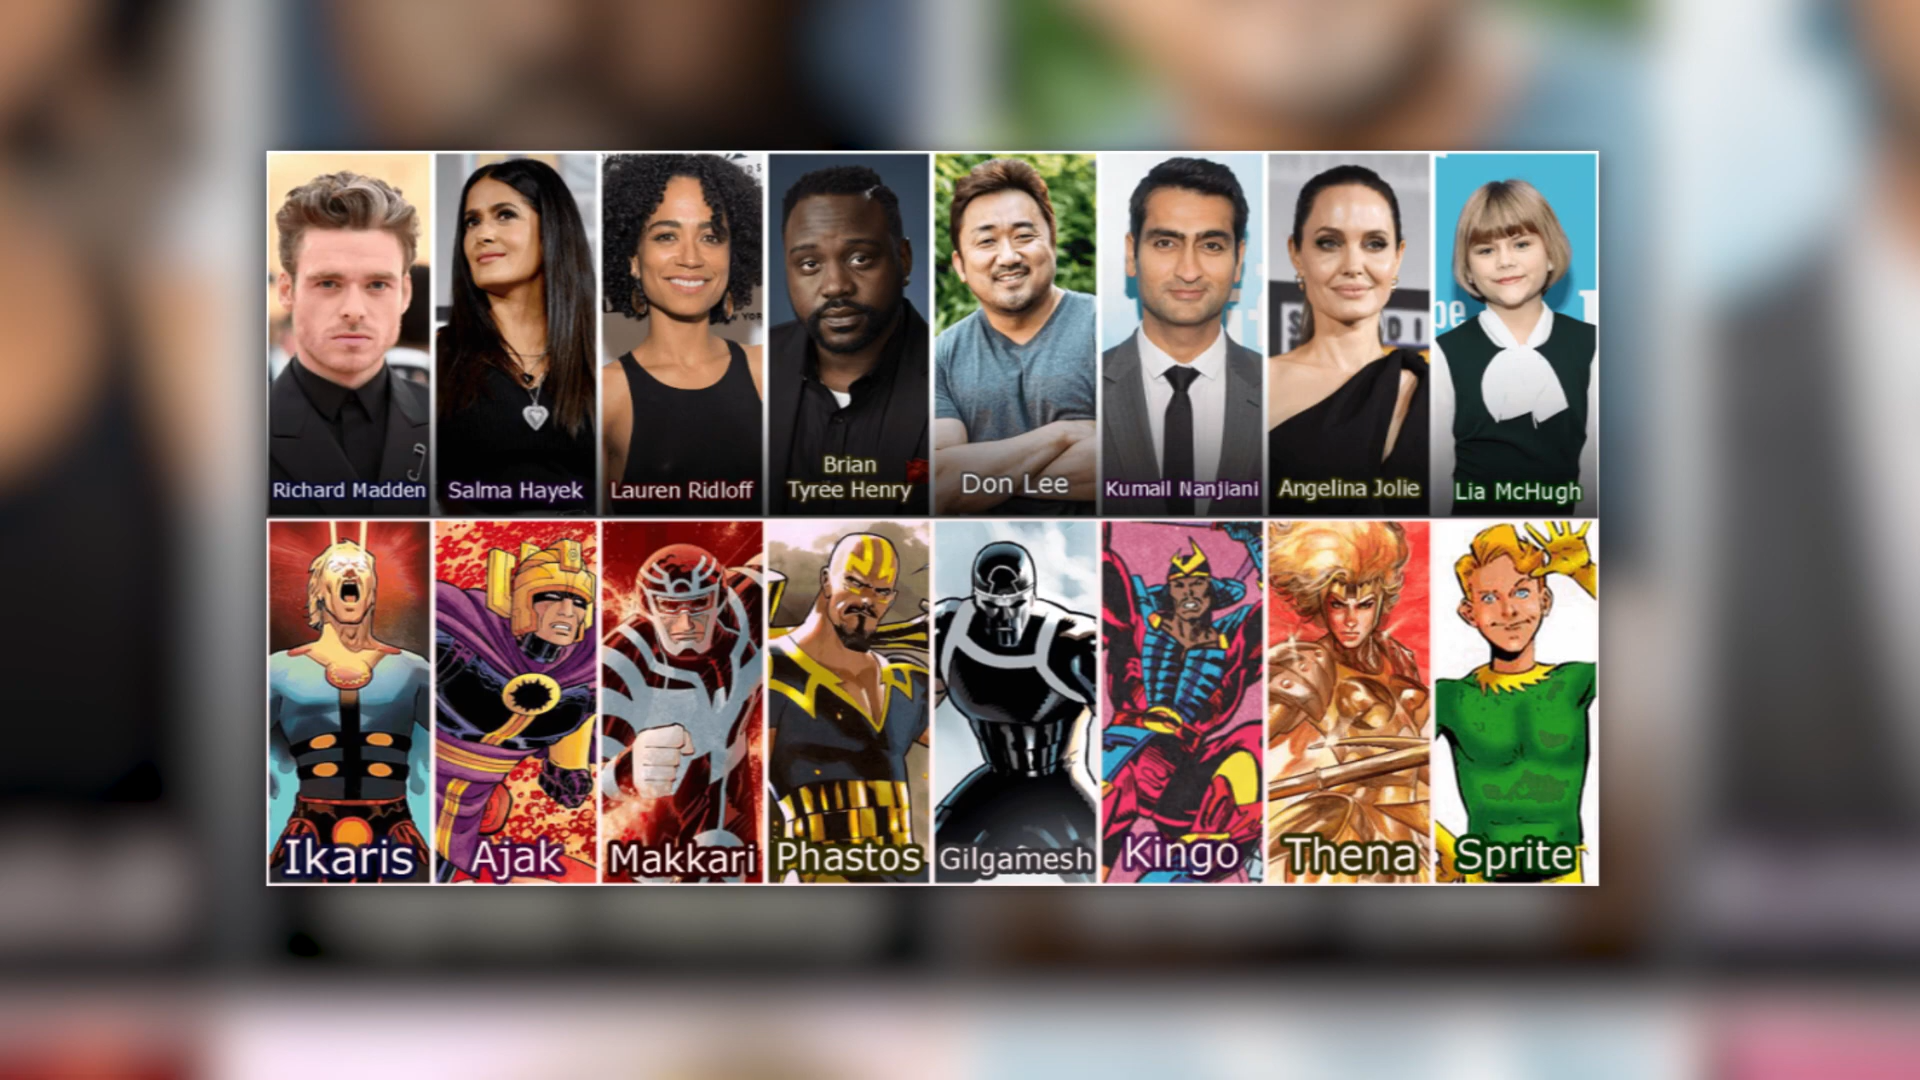 Richard Madden
Salma Hayek
Lauren Ridloff
Brian
Tyree Henry
Don Lee
Kumail Nanjiani
Angelina Jolie
Lia McHugh
Ikaris
Ajak
Makkari
Phastos
Gilgamesh
Kingo
Thena
Sprite